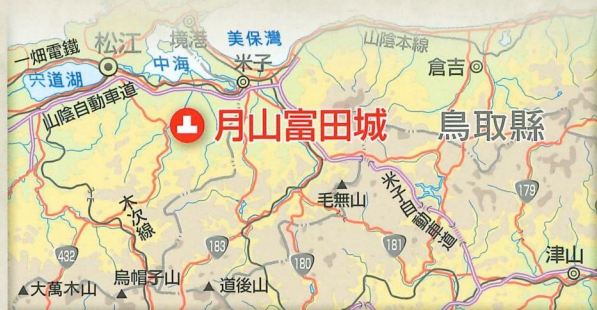 一畑電鐵
松江
境港
美保灣
山陰本線
中海
米子
倉吉
宍道湖
山陰自動車道
月山富田城
鳥取縣
木次線
毛無山
米子自動車道
179
183
180
181
432
津山
大萬木山
烏帽子山
道後山